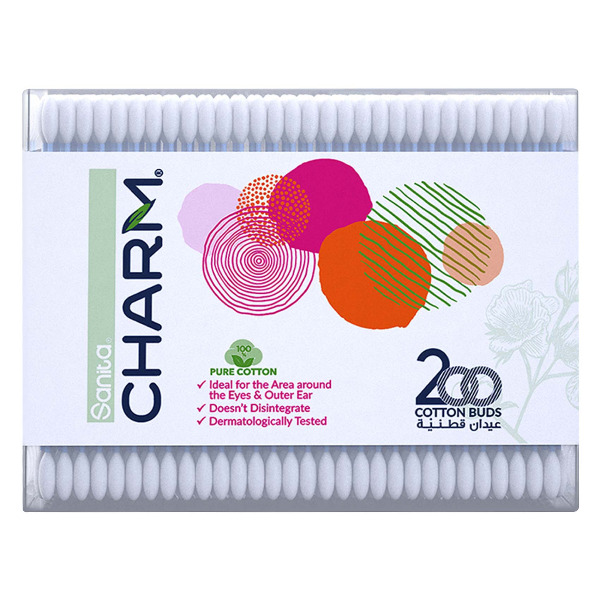 Sanita®
CHARM®
100
%
PURE COTTON
✓ Ideal for the Area around
the Eyes & Outer Ear
✓ Doesn't Disintegrate
✓ Dermatologically Tested
200
COTTON BUDS
عيدان قطنيّة